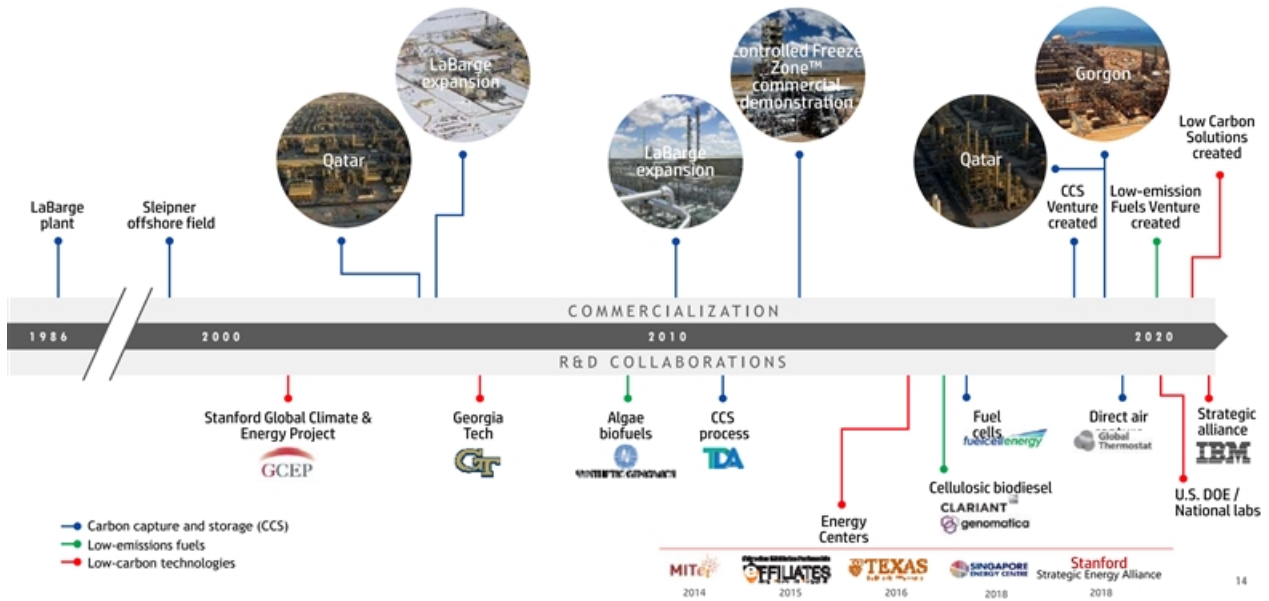 LaBarge
expansion
Controlled Freeze
Zone™
commercial
demonstration
Gorgon
Qatar
LaBarge
expansion
Qatar
Low Carbon
Solutions
created
LaBarge
plant
Sleipner
offshore field
CCS
Venture
created
Low-emission
Fuels Venture
created
COMMERCIALIZATION
1986
2000
2010
2020
R&D COLLABORATIONS
Stanford Global Climate &
Energy Project
GCEP
Georgia
Tech
GT
Algae
biofuels
SYNTHETIC GENOMICS
CCS
process
TDA
Energy
Centers
Fuel
cells
fuelcellenergy
Cellulosic biodiesel
CLARIANT
genomatica
Direct air
Global
Thermostat
Strategic
alliance
IBM
U.S. DOE /
National labs
Carbon capture and storage (CCS)
Low-emissions fuels
Low-carbon technologies
MITei
2014
AFFILIATES
2015
TEXAS
2016
SINGAPORE
ENERGY CENTRE
2018
Stanford
Strategic Energy Alliance
2018
14